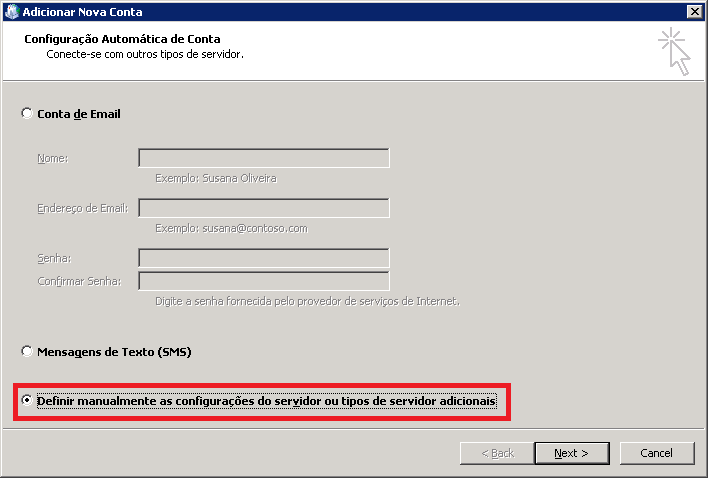 Adicionar Nova Conta
Configuração Automática de Conta
Conecte-se com outros tipos de servidor.
Conta de Email
Nome:
Exemplo: Susana Oliveira
Endereço de Email:
Exemplo: susana@contoso.com
Senha:
Confirmar Senha:
Digite a senha fornecida pelo provedor de serviços de Internet.
Mensagens de Texto (SMS)
Definir manualmente as configurações do servidor ou tipos de servidor adicionais
< Back Next > Cancel